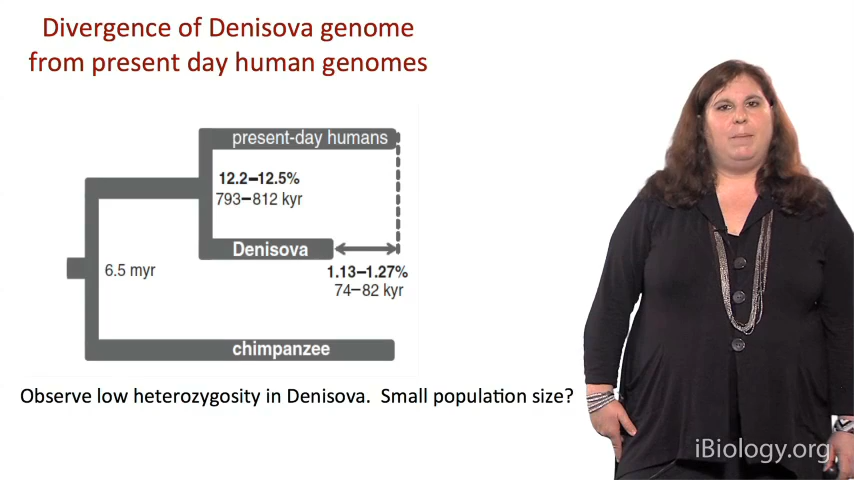 Divergence of Denisova genome
from present day human genomes
present-day humans
12.2–12.5%
793–812 kyr
Denisova
1.13–1.27%
74–82 kyr
6.5 myr
chimpanzee
Observe low heterozygosity in Denisova. Small population size?
iBiology.org